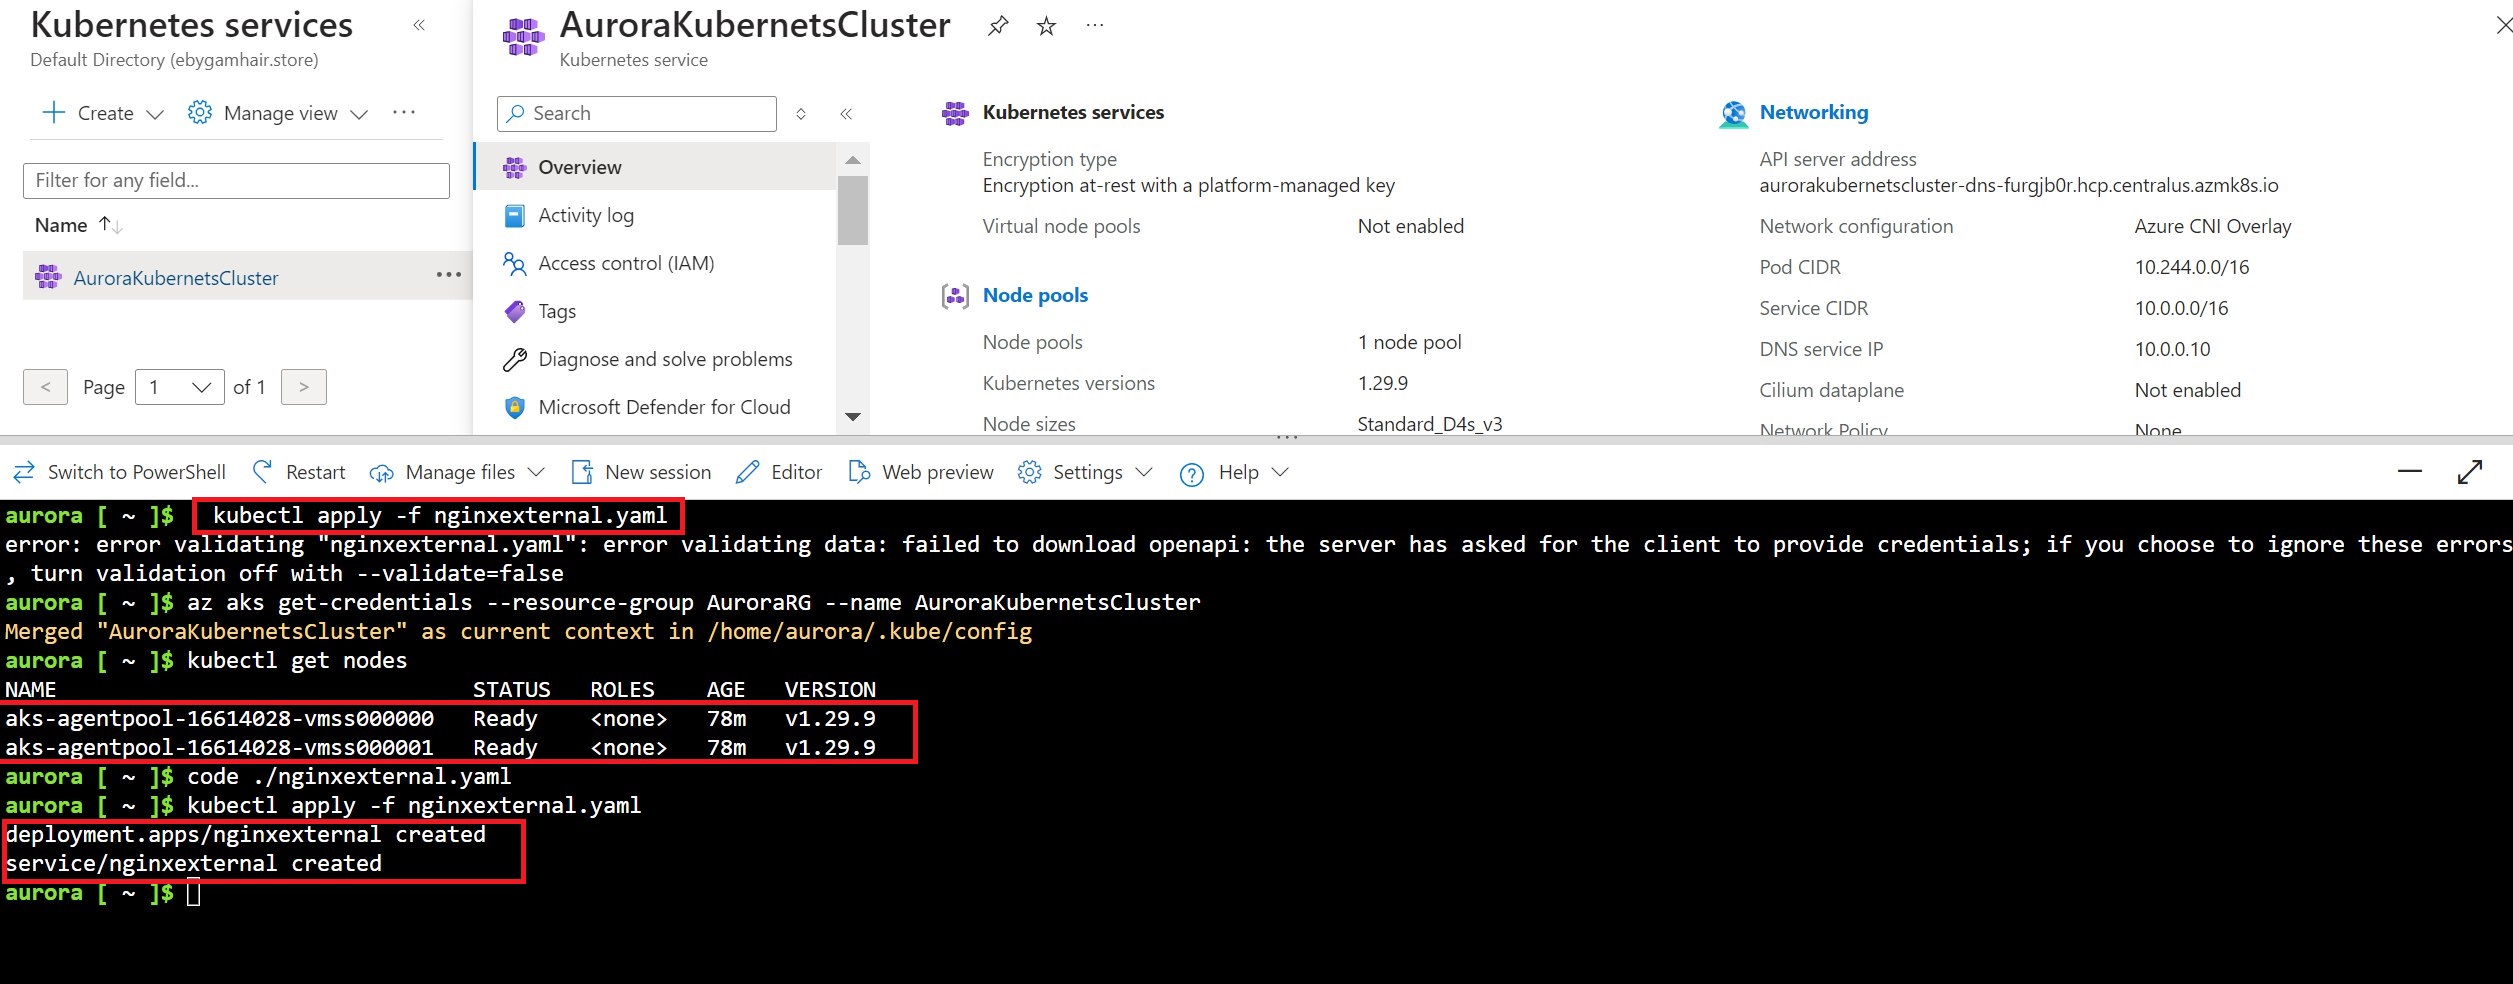 Kubernetes services
«
Default Directory (ebygamhair.store)
Create
Manage view
...
Filter for any field...
Name ↑↓
AuroraKubernetsCluster
...
< Page 1 of 1 >
AuroraKubernetsCluster
...
Kubernetes service
Search
«
Overview
Activity log
Access control (IAM)
Tags
Diagnose and solve problems
Microsoft Defender for Cloud
Kubernetes services
Encryption type
Encryption at-rest with a platform-managed key
Virtual node pools Not enabled
Node pools
Node pools 1 node pool
Kubernetes versions 1.29.9
Node sizes Standard_D4s_v3
Networking
API server address
aurorakubernetscluster-dns-furgjb0r.hcp.centralus.azmk8s.io
Network configuration Azure CNI Overlay
Pod CIDR 10.244.0.0/16
Service CIDR 10.0.0.0/16
DNS service IP 10.0.0.10
Cilium dataplane Not enabled
Network Policy None
Switch to PowerShell Restart Manage files New session Editor Web preview Settings Help
aurora [ ~ ]$ kubectl apply -f nginxexternal.yaml
error: error validating "nginxexternal.yaml": error validating data: failed to download openapi: the server has asked for the client to provide credentials; if you choose to ignore these errors
, turn validation off with --validate=false
aurora [ ~ ]$ az aks get-credentials --resource-group AuroraRG --name AuroraKubernetsCluster
Merged "AuroraKubernetsCluster" as current context in /home/aurora/.kube/config
aurora [ ~ ]$ kubectl get nodes
NAME STATUS ROLES AGE VERSION
aks-agentpool-16614028-vmss000000 Ready <none> 78m v1.29.9
aks-agentpool-16614028-vmss000001 Ready <none> 78m v1.29.9
aurora [ ~ ]$ code ./nginxexternal.yaml
aurora [ ~ ]$ kubectl apply -f nginxexternal.yaml
deployment.apps/nginxexternal created
service/nginxexternal created
aurora [ ~ ]$